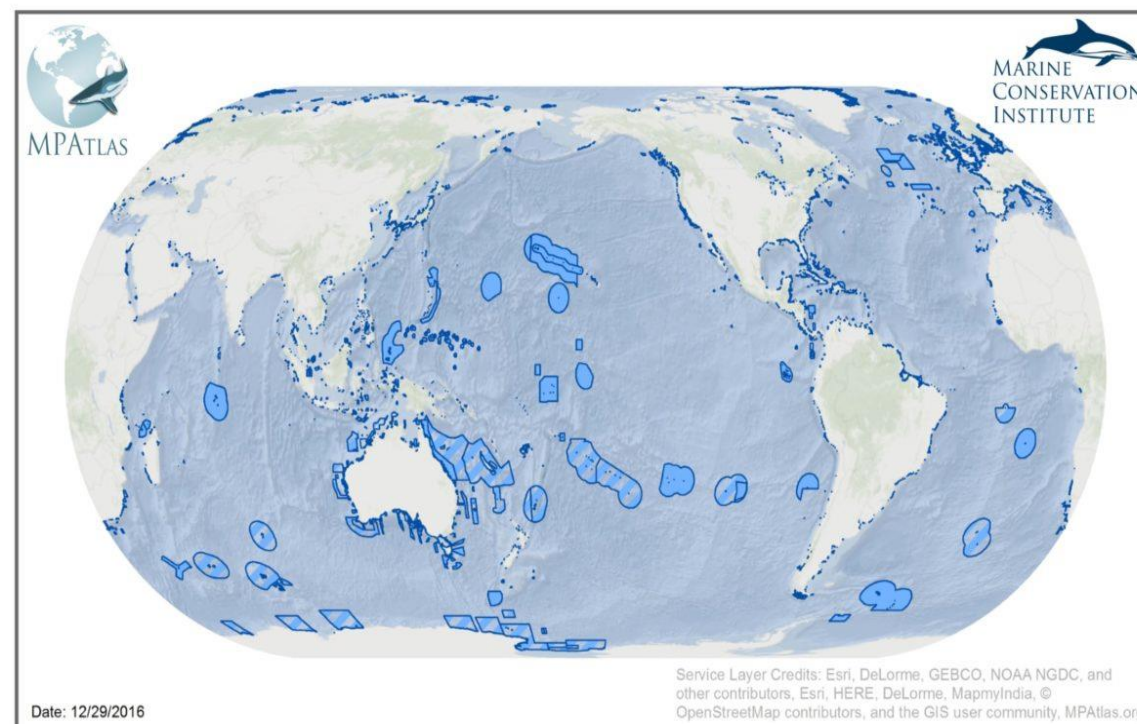 MPATLAS
MARINE
CONSERVATION
INSTITUTE
Service Layer Credits: Esri, DeLorme, GEBCO, NOAA NGDC, and
other contributors, Esri, HERE, DeLorme, MapmyIndia, ©
OpenStreetMap contributors, and the GIS user community, MPAtlas.org
Date: 12/29/2016